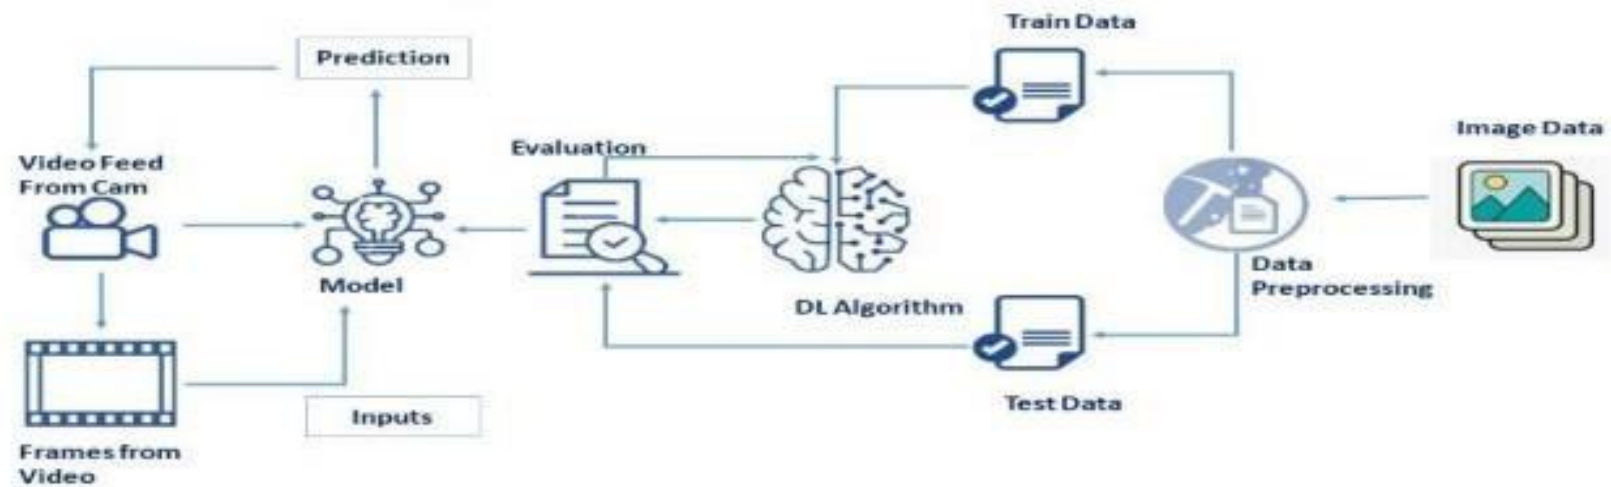 Train Data
Prediction
Image Data
Evaluation
Video Feed
From Cam
Model
Data
Preprocessing
DL Algorithm
Test Data
Inputs
Frames from
Video